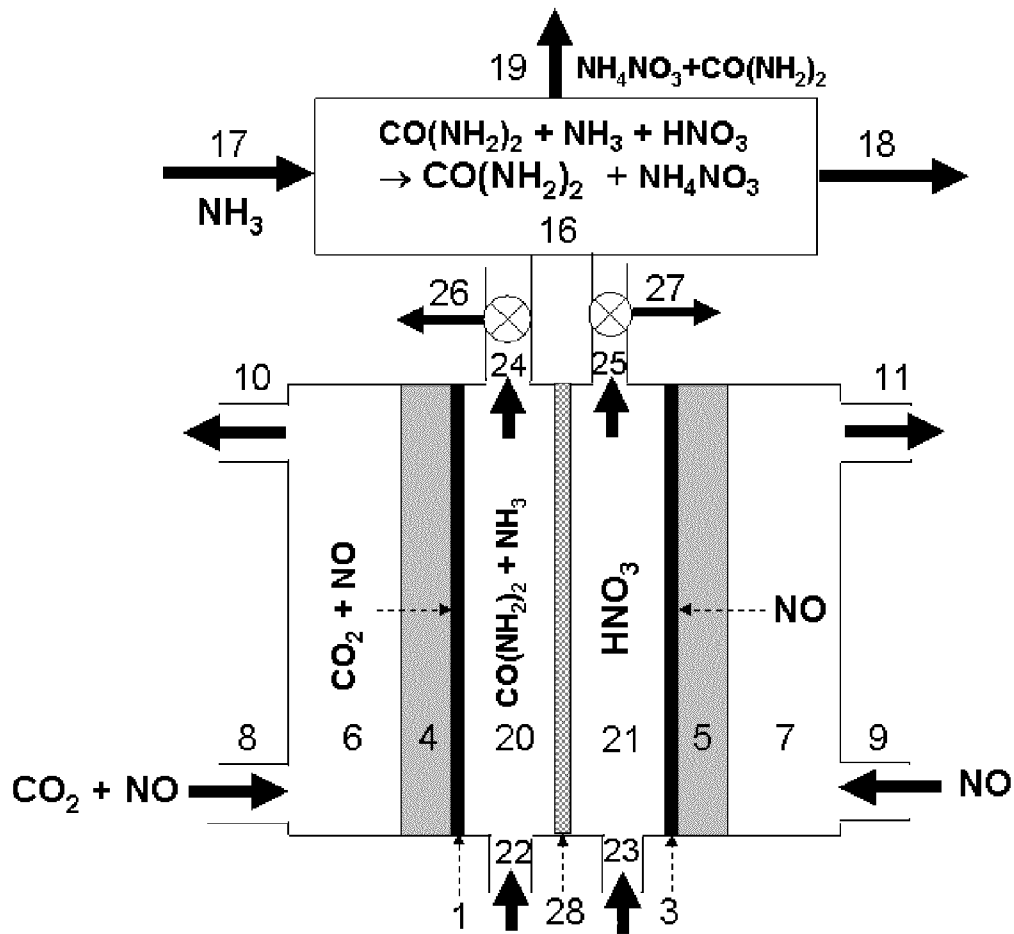 19 NH₄NO₃+CO(NH₂)₂
CO(NH₂)₂ + NH₃ + HNO₃
→ CO(NH₂)₂ + NH₄NO₃
16
17
NH₃
18
26
27
24
25
10
11
CO₂ + NO
CO(NH₂)₂ + NH₃
HNO₃
NO
8
6
4
20
21
5
7
9
CO₂ + NO
NO
22
23
1
28
3